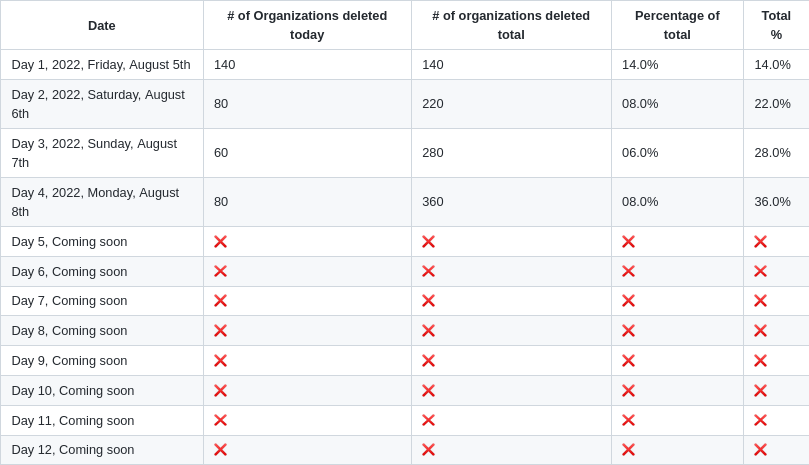 Date
# of Organizations deleted
today
# of organizations deleted
total
Percentage of
total
Total
%
Day 1, 2022, Friday, August 5th 140 140 14.0% 14.0%
Day 2, 2022, Saturday, August
6th
80 220 08.0% 22.0%
Day 3, 2022, Sunday, August
7th
60 280 06.0% 28.0%
Day 4, 2022, Monday, August
8th
80 360 08.0% 36.0%
Day 5, Coming soon ❌ ❌ ❌ ❌
Day 6, Coming soon ❌ ❌ ❌ ❌
Day 7, Coming soon ❌ ❌ ❌ ❌
Day 8, Coming soon ❌ ❌ ❌ ❌
Day 9, Coming soon ❌ ❌ ❌ ❌
Day 10, Coming soon ❌ ❌ ❌ ❌
Day 11, Coming soon ❌ ❌ ❌ ❌
Day 12, Coming soon ❌ ❌ ❌ ❌